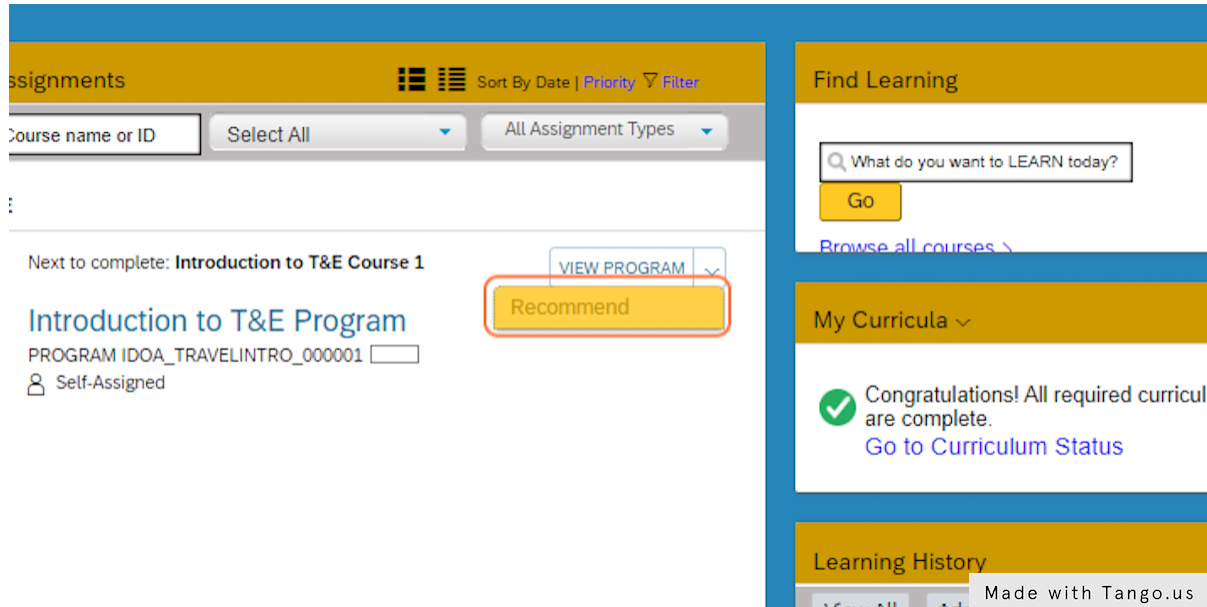 ssignments
Sort By Date | Priority Filter
Course name or ID
Select All
All Assignment Types
Next to complete: Introduction to T&E Course 1
VIEW PROGRAM
Recommend
Introduction to T&E Program
PROGRAM IDOA_TRAVELINTRO_000001
Self-Assigned
Find Learning
What do you want to LEARN today?
Go
Browse all courses
My Curricula
Congratulations! All required curricul
are complete.
Go to Curriculum Status
Learning History
View All
Made with Tango.us